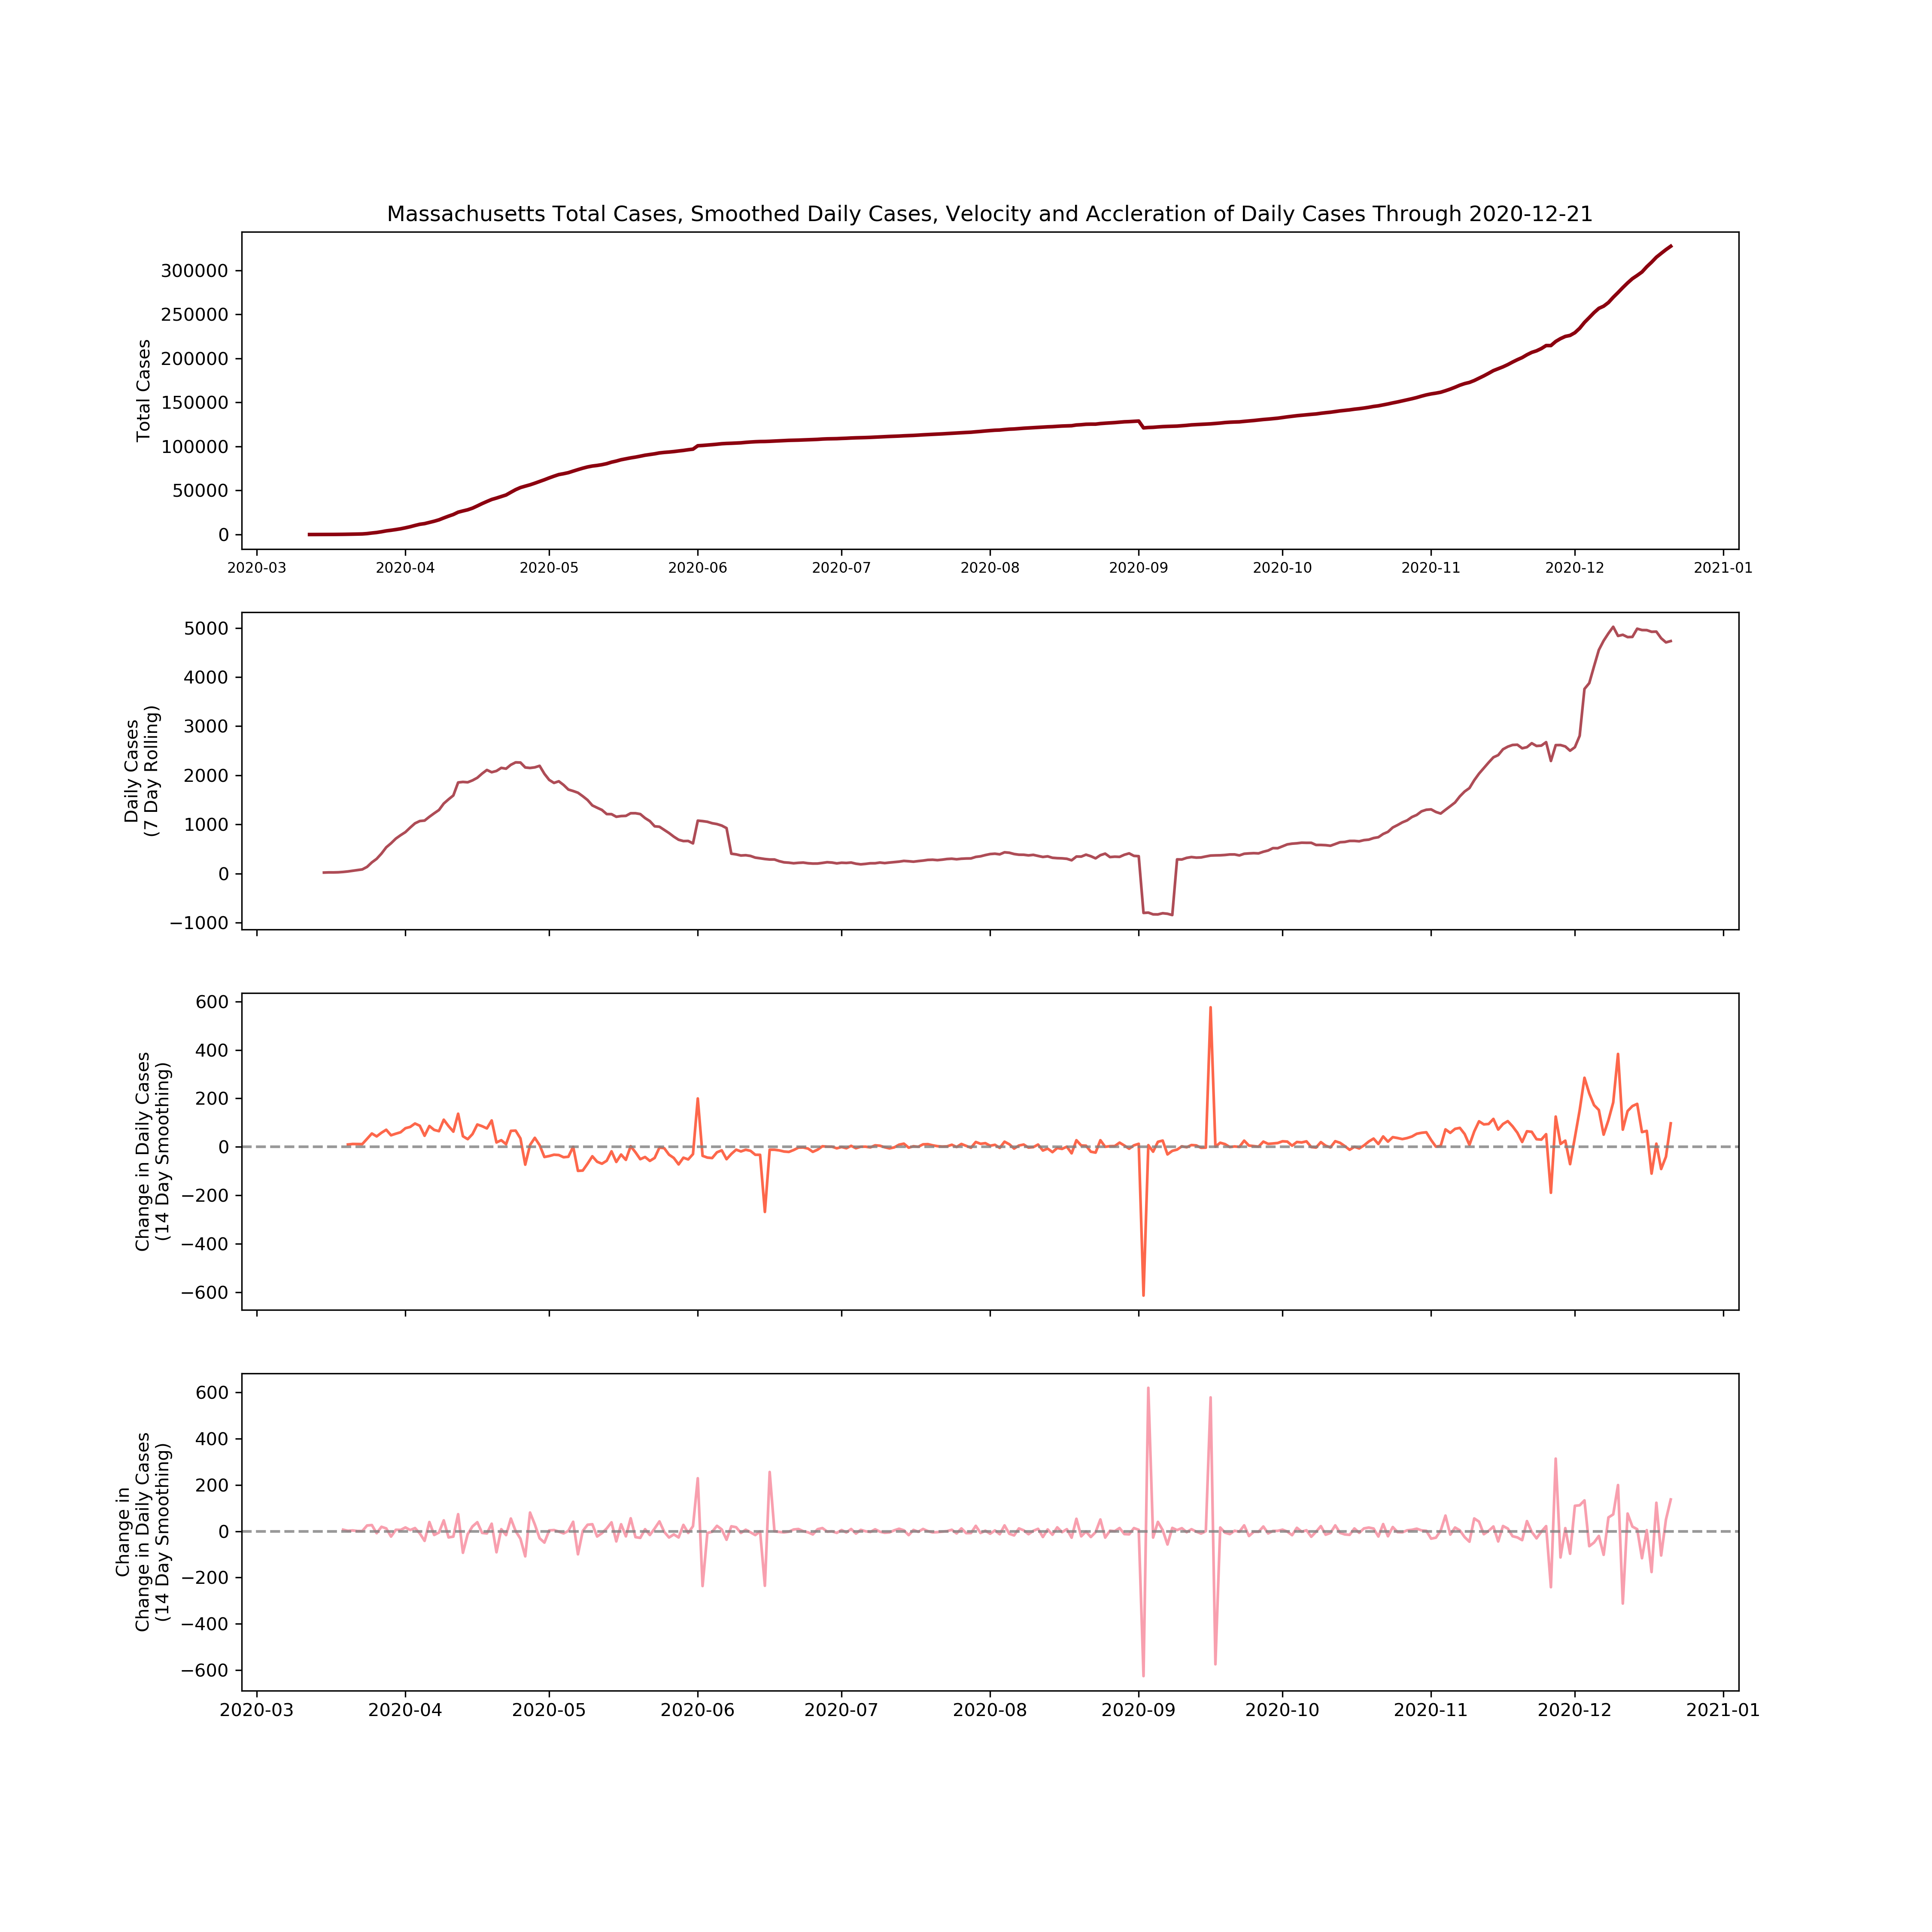 Massachusetts Total Cases, Smoothed Daily Cases, Velocity and Accleration of Daily Cases Through 2020-12-21
Total Cases
300000
250000
200000
150000
100000
50000
0
2020-03 2020-04 2020-05 2020-06 2020-07 2020-08 2020-09 2020-10 2020-11 2020-12 2021-01
Daily Cases
(7 Day Rolling)
5000
4000
3000
2000
1000
0
−1000
Change in Daily Cases
(14 Day Smoothing)
600
400
200
0
−200
−400
−600
Change in
Change in Daily Cases
(14 Day Smoothing)
600
400
200
0
−200
−400
−600
2020-03 2020-04 2020-05 2020-06 2020-07 2020-08 2020-09 2020-10 2020-11 2020-12 2021-01